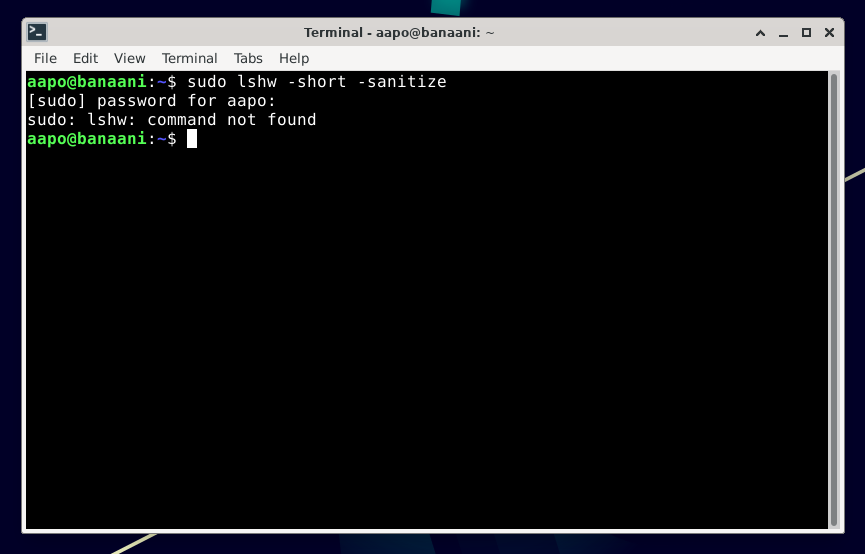 Terminal - aapo@banaani: ~
File Edit View Terminal Tabs Help
aapo@banaani:~$ sudo lshw -short -sanitize
[sudo] password for aapo:
sudo: lshw: command not found
aapo@banaani:~$